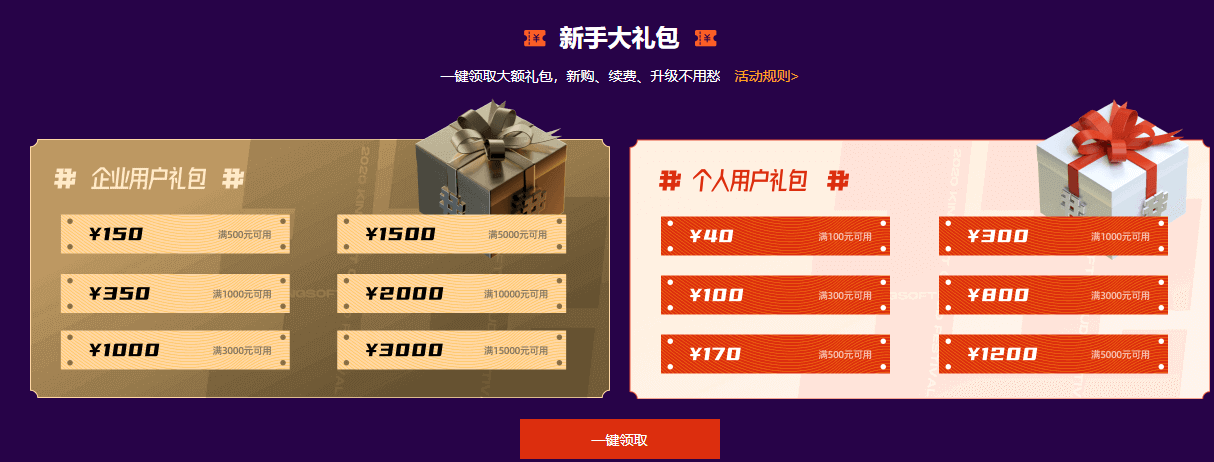 新手大礼包
一键领取大额礼包，新购、续费、升级不用愁 活动规则>
# 企业用户礼包 #
¥150 满500元可用
¥1500 满5000元可用
¥350 满1000元可用
¥2000 满10000元可用
¥1000 满3000元可用
¥3000 满15000元可用
# 个人用户礼包 #
¥40 满100元可用
¥300 满1000元可用
¥100 满300元可用
¥800 满3000元可用
¥170 满500元可用
¥1200 满5000元可用
一键领取